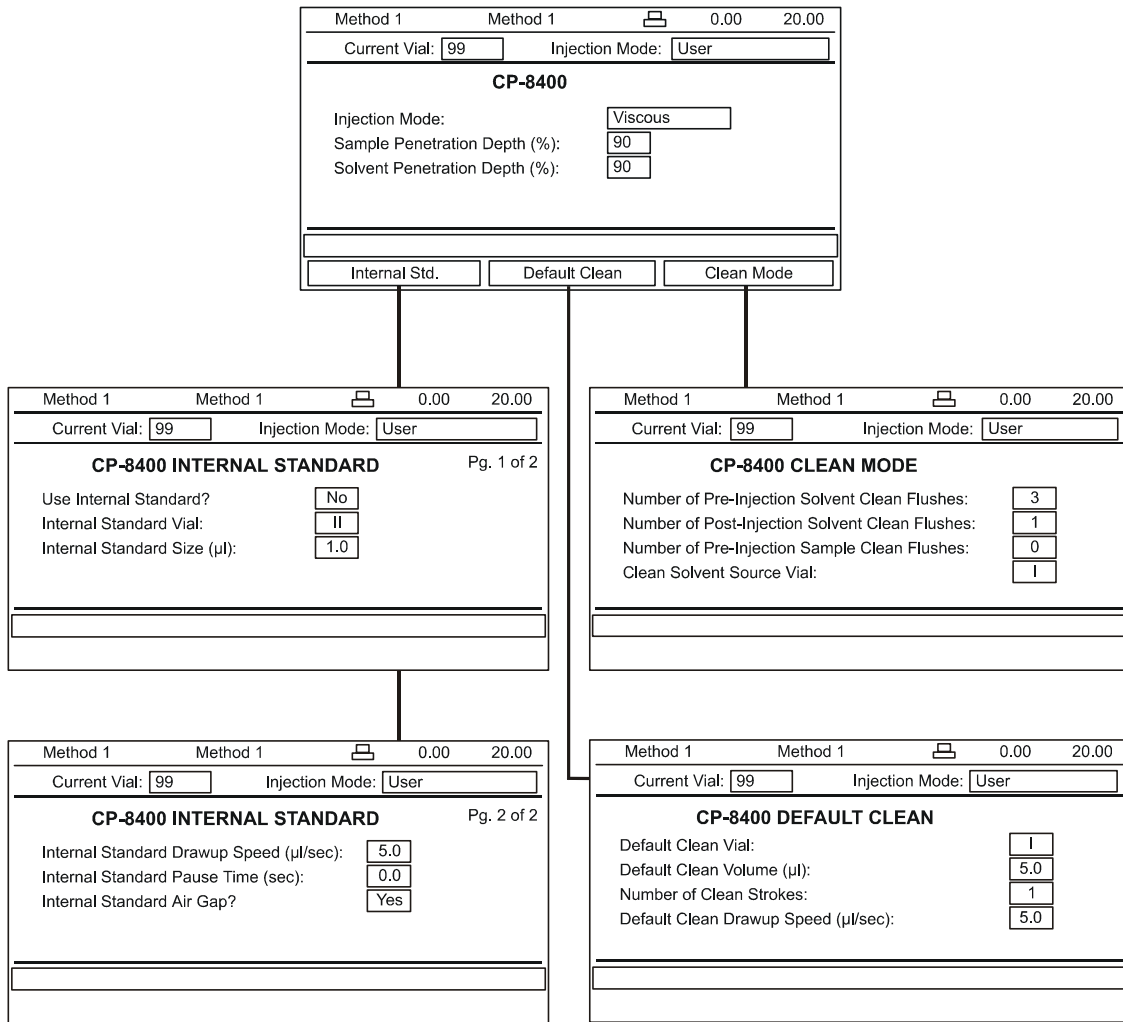 Method 1 Method 1 0.00 20.00
Current Vial: 99 Injection Mode: User
CP-8400
Injection Mode: Viscous
Sample Penetration Depth (%): 90
Solvent Penetration Depth (%): 90
Internal Std. Default Clean Clean Mode
Method 1 Method 1 0.00 20.00
Current Vial: 99 Injection Mode: User
CP-8400 INTERNAL STANDARD Pg. 1 of 2
Use Internal Standard? No
Internal Standard Vial: II
Internal Standard Size (µl): 1.0
Method 1 Method 1 0.00 20.00
Current Vial: 99 Injection Mode: User
CP-8400 CLEAN MODE
Number of Pre-Injection Solvent Clean Flushes: 3
Number of Post-Injection Solvent Clean Flushes: 1
Number of Pre-Injection Sample Clean Flushes: 0
Clean Solvent Source Vial: I
Method 1 Method 1 0.00 20.00
Current Vial: 99 Injection Mode: User
CP-8400 INTERNAL STANDARD Pg. 2 of 2
Internal Standard Drawup Speed (µl/sec): 5.0
Internal Standard Pause Time (sec): 0.0
Internal Standard Air Gap? Yes
Method 1 Method 1 0.00 20.00
Current Vial: 99 Injection Mode: User
CP-8400 DEFAULT CLEAN
Default Clean Vial: I
Default Clean Volume (µl): 5.0
Number of Clean Strokes: 1
Default Clean Drawup Speed (µl/sec): 5.0